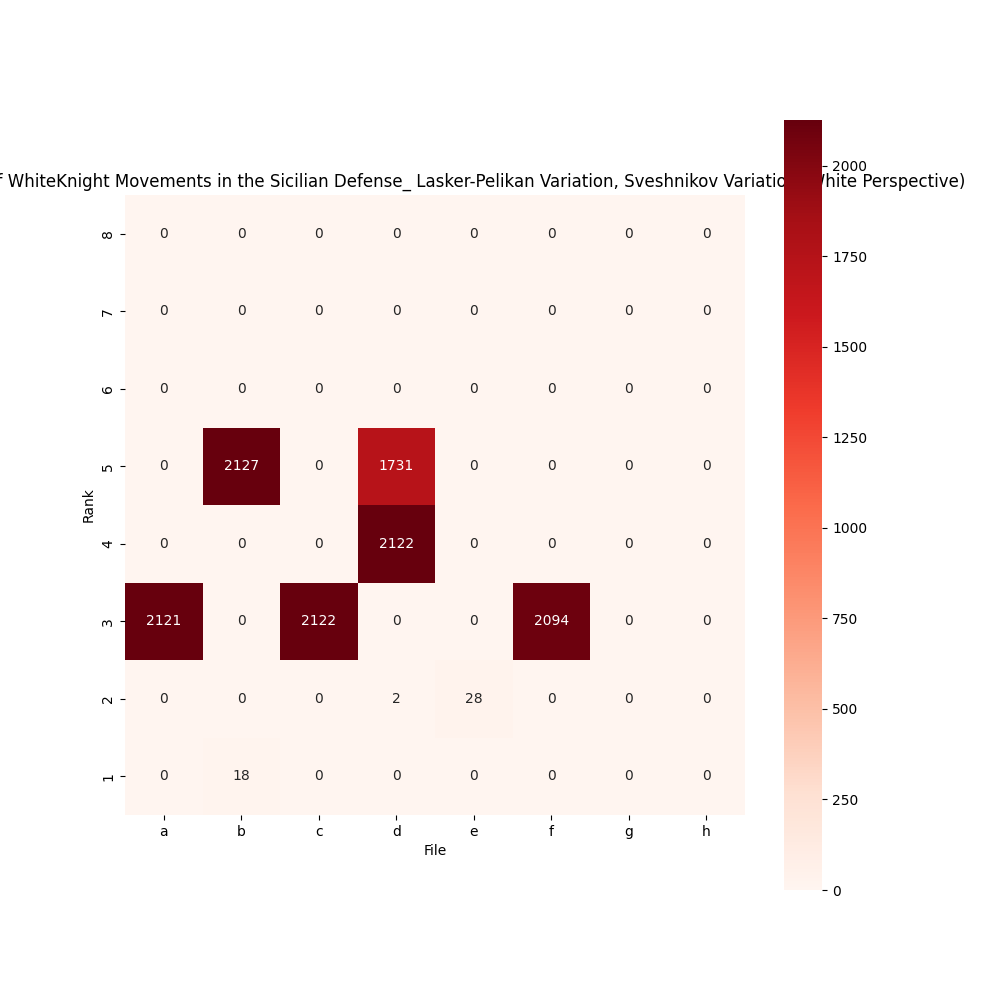 f WhiteKnight Movements in the Sicilian Defense_ Lasker-Pelikan Variation, Sveshnikov Variation (White Perspective)
8 0 0 0 0 0 0 0 0
7 0 0 0 0 0 0 0 0
6 0 0 0 0 0 0 0 0
5 0 2127 0 1731 0 0 0 0
4 0 0 0 2122 0 0 0 0
3 2121 0 2122 0 0 2094 0 0
2 0 0 0 2 28 0 0 0
1 0 18 0 0 0 0 0 0
Rank
a b c d e f g h
File
2000
1750
1500
1250
1000
750
500
250
0